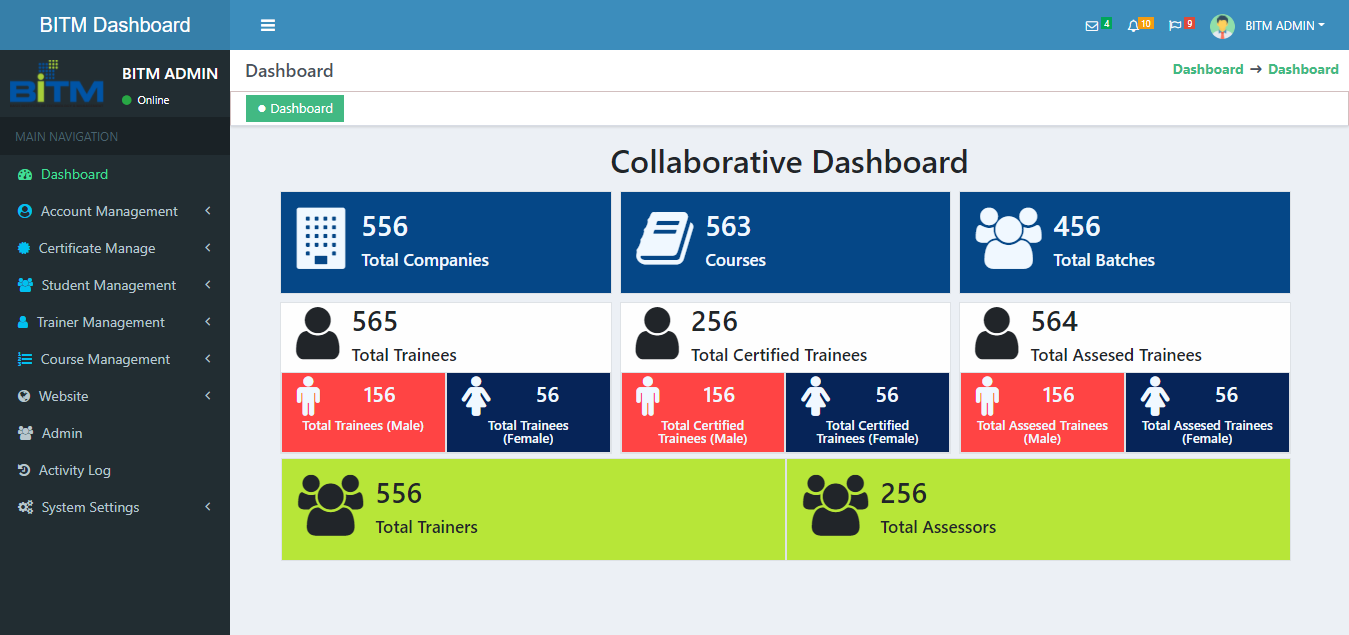 BITM Dashboard
4
10
9
BITM ADMIN
BITM
BITM ADMIN
Online
Dashboard
Dashboard → Dashboard
Dashboard
MAIN NAVIGATION
Dashboard
Account Management
Certificate Manage
Student Management
Trainer Management
Course Management
Website
Admin
Activity Log
System Settings
Collaborative Dashboard
556
Total Companies
563
Courses
456
Total Batches
565
Total Trainees
156
Total Trainees (Male)
56
Total Trainees
(Female)
256
Total Certified Trainees
156
Total Certified
Trainees (Male)
56
Total Certified
Trainees (Female)
564
Total Assesed Trainees
156
Total Assesed Trainees
(Male)
56
Total Assesed Trainees
(Female)
556
Total Trainers
256
Total Assessors